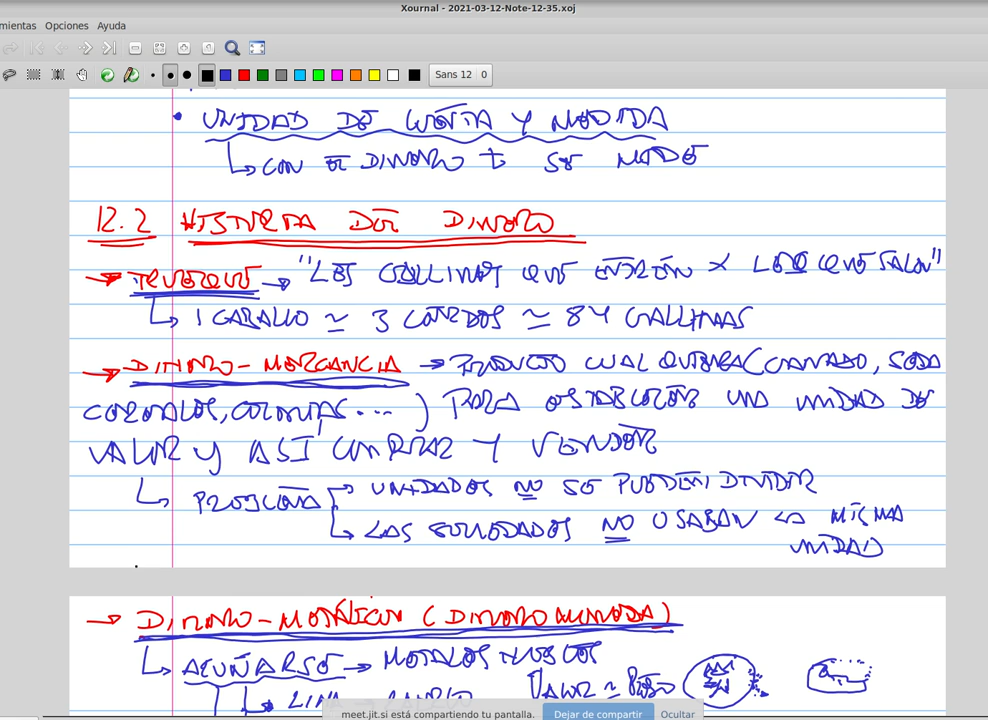 Xournal - 2021-03-12-Note-12-35.xoj
mientas Opciones Ayuda
Sans 12 0
• UNIDAD DE CUENTA Y MEDIDA
↳ CON EL DINERO SE MIDE
12.2 HISTORIA DEL DINERO
→ TRUEQUE → "LAS GALLINAS QUE ENTRAN X LAS QUE SALEN"
↳ 1 CABALLO ≃ 3 CERDOS ≃ 84 GALLINAS
→ DINERO-MERCANCIA → PRODUCTO CUALQUIERA (GANADO, SEDA
CEREALES, ...) PARA ESTABLECER UNA UNIDAD DE
VALOR Y ASI COMPRAR Y VENDER
↳ PROBLEMA → UNIDADES NO SE PUEDEN DIVIDIR
↳ LAS SOCIEDADES NO USABAN LA MISMA
UNIDAD
→ DINERO-METÁLICO (DINERO MONEDA)
↳ ACUÑARSE → METALES
VALOR ≃ PESO
meet.jit.si está compartiendo tu pantalla. Dejar de compartir Ocultar